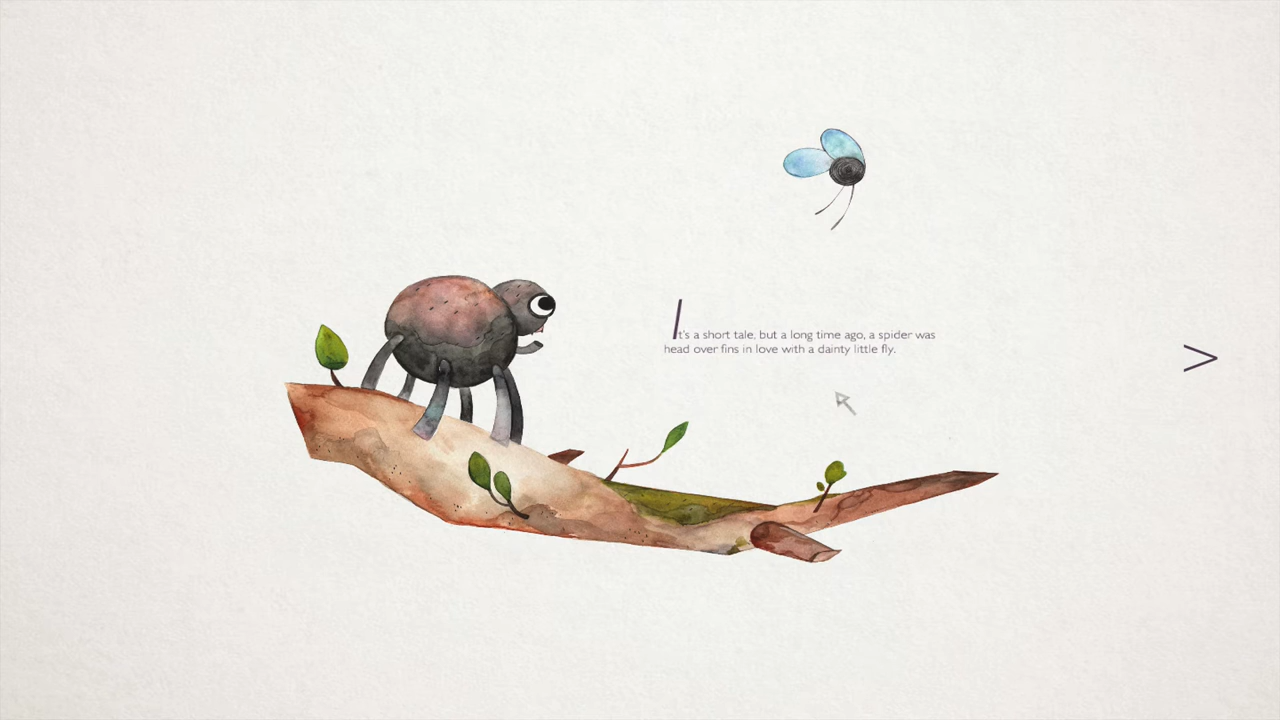 It's a short tale, but a long time ago, a spider was
head over fins in love with a dainty little fly.
>